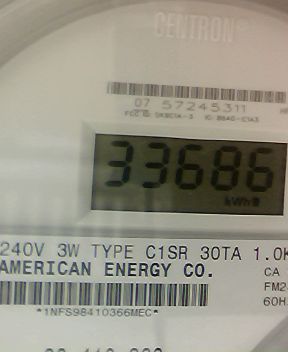 CENTRON®
07 57245311
33686
kWh
240V 3W TYPE C1SR 30TA 1.0K
AMERICAN ENERGY CO.
CA
FM2
60H
*1NFS98410366MEC*